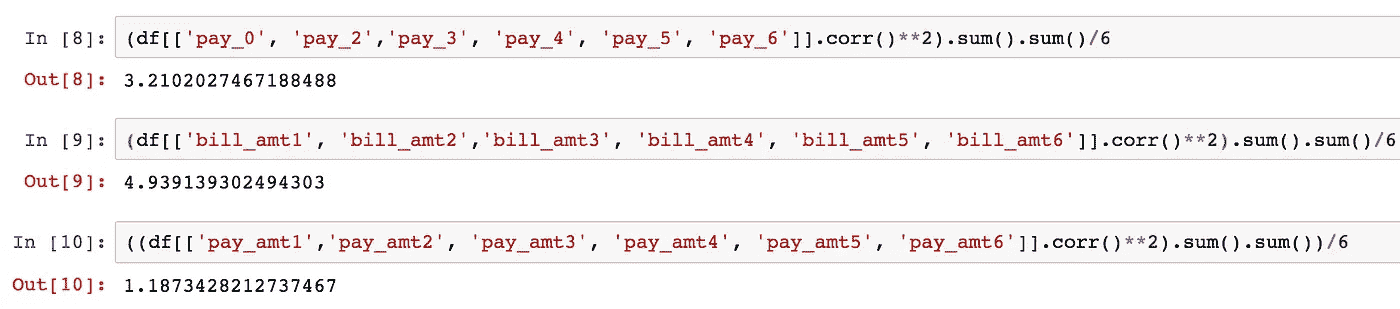 In [8]: (df[['pay_0', 'pay_2','pay_3', 'pay_4', 'pay_5', 'pay_6']].corr()**2).sum().sum()/6
Out[8]: 3.2102027467188488
In [9]: (df[['bill_amt1', 'bill_amt2','bill_amt3', 'bill_amt4', 'bill_amt5', 'bill_amt6']].corr()**2).sum().sum()/6
Out[9]: 4.939139302494303
In [10]: ((df[['pay_amt1','pay_amt2', 'pay_amt3', 'pay_amt4', 'pay_amt5', 'pay_amt6']].corr()**2).sum().sum())/6
Out[10]: 1.1873428212737467